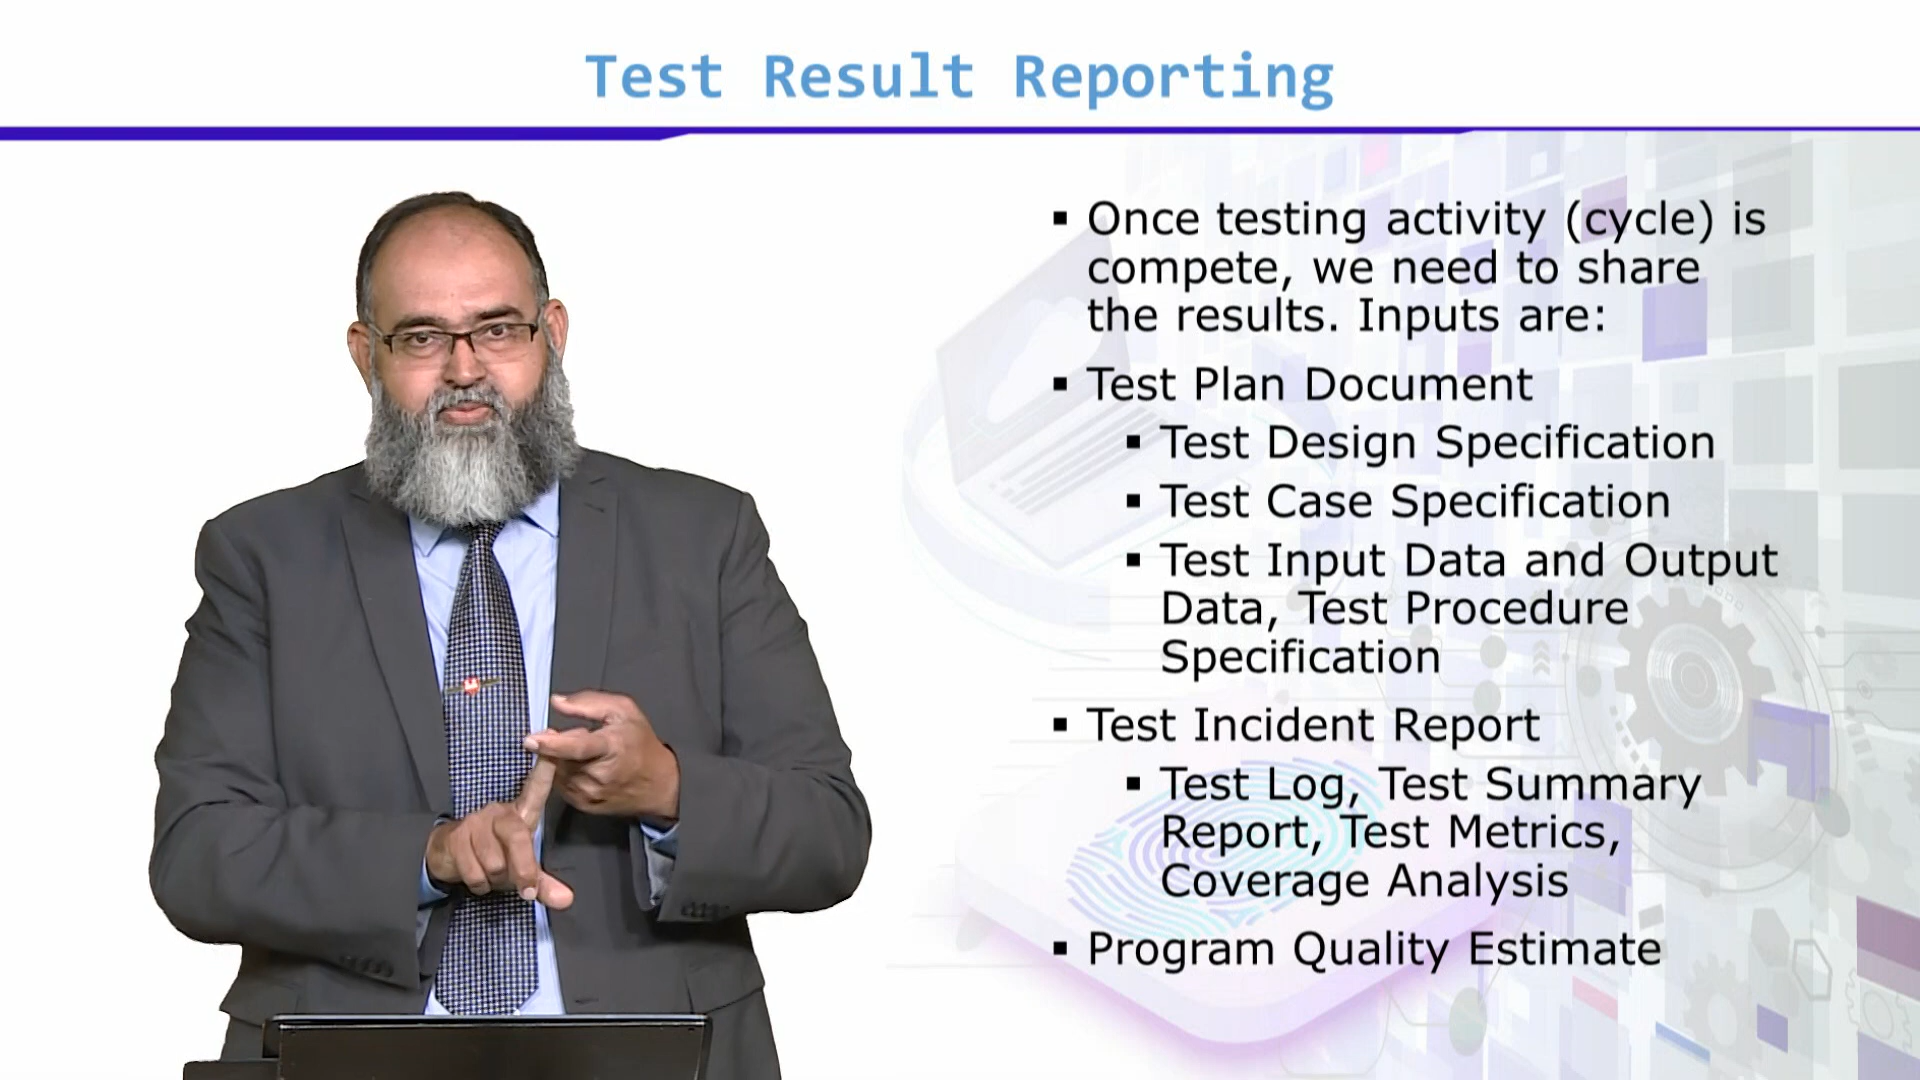 Test Result Reporting
▪ Once testing activity (cycle) is
compete, we need to share
the results. Inputs are:
▪ Test Plan Document
▪ Test Design Specification
▪ Test Case Specification
▪ Test Input Data and Output
Data, Test Procedure
Specification
▪ Test Incident Report
▪ Test Log, Test Summary
Report, Test Metrics,
Coverage Analysis
▪ Program Quality Estimate